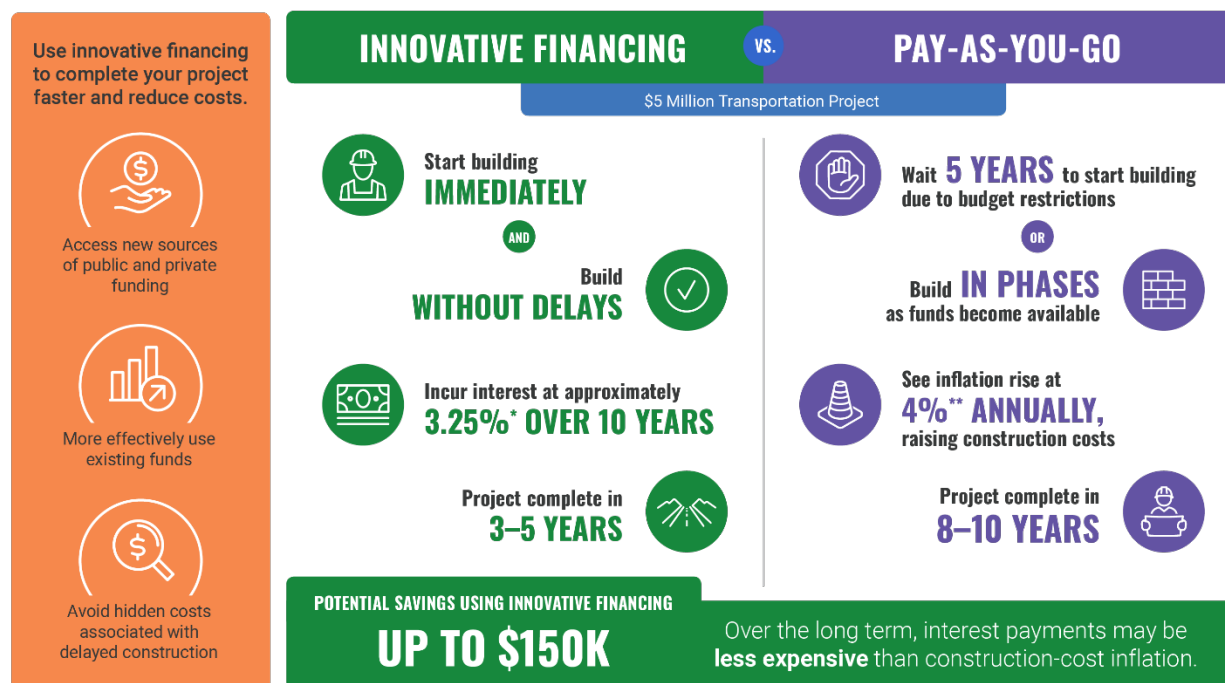 Use innovative financing
to complete your project
faster and reduce costs.
$
Access new sources
of public and private
funding
More effectively use
existing funds
$
Avoid hidden costs
associated with
delayed construction
INNOVATIVE FINANCING
VS.
PAY-AS-YOU-GO
$5 Million Transportation Project
Start building
IMMEDIATELY
AND
Build
WITHOUT DELAYS
Incur interest at approximately
3.25%* OVER 10 YEARS
Project complete in
3–5 YEARS
Wait 5 YEARS to start building
due to budget restrictions
OR
Build IN PHASES
as funds become available
See inflation rise at
4%** ANNUALLY,
raising construction costs
Project complete in
8–10 YEARS
POTENTIAL SAVINGS USING INNOVATIVE FINANCING
UP TO $150K
Over the long term, interest payments may be
less expensive than construction-cost inflation.